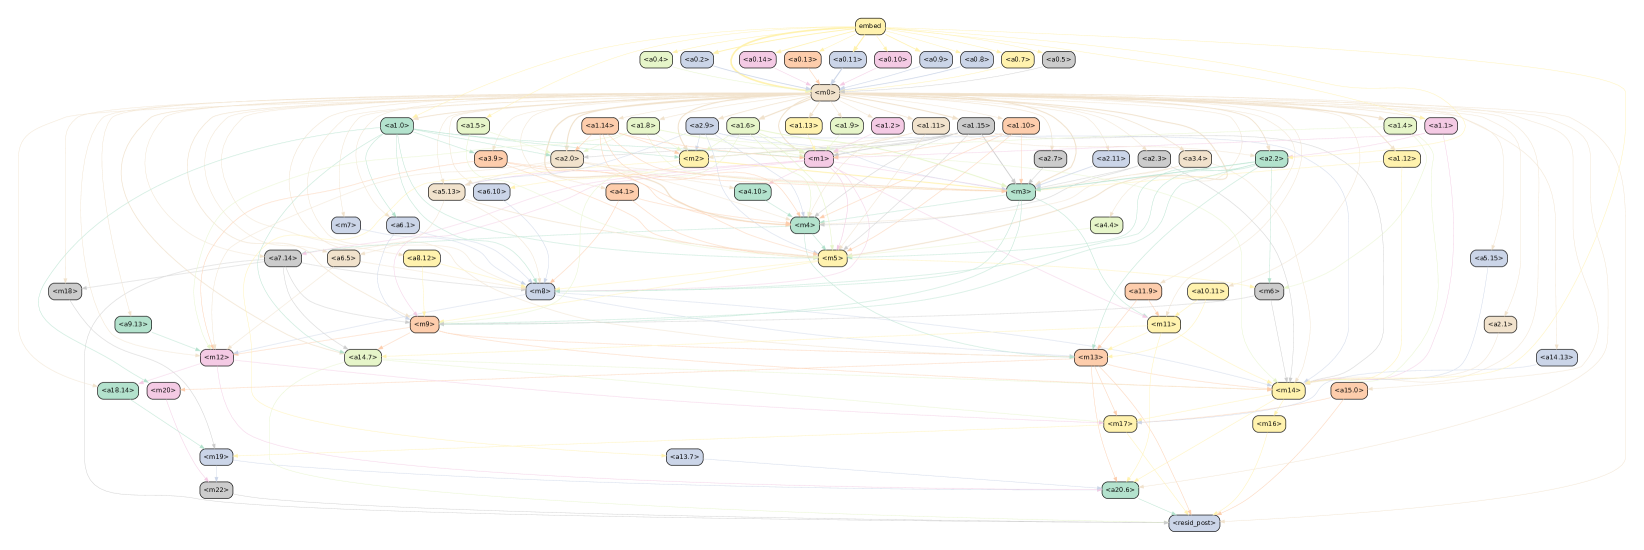 embed
<a0.4> <a0.2> <a0.14> <a0.13> <a0.11> <a0.10> <a0.9> <a0.8> <a0.7> <a0.5>
<m0>
<a1.0> <a1.5> <a1.14> <a1.8> <a2.9> <a1.6> <a1.13> <a1.9> <a1.2> <a1.11> <a1.15> <a1.10> <a1.4> <a1.1>
<a3.9> <a2.0> <m2> <m1> <a2.7> <a2.11> <a2.3> <a3.4> <a2.2> <a1.12>
<a5.13> <a6.10> <a4.1> <a4.10> <m3>
<m7> <a6.1> <m4> <a4.4>
<a7.14> <a6.5> <a8.12> <m5> <a5.15>
<m18> <m8> <a11.9> <a10.11> <m6>
<a9.13> <m9> <m11> <a2.1>
<m12> <a14.7> <m13> <a14.13>
<a18.14> <m20> <m14> <a15.0>
<m17> <m16>
<m19> <a13.7>
<m22> <a20.6>
<resid_post>